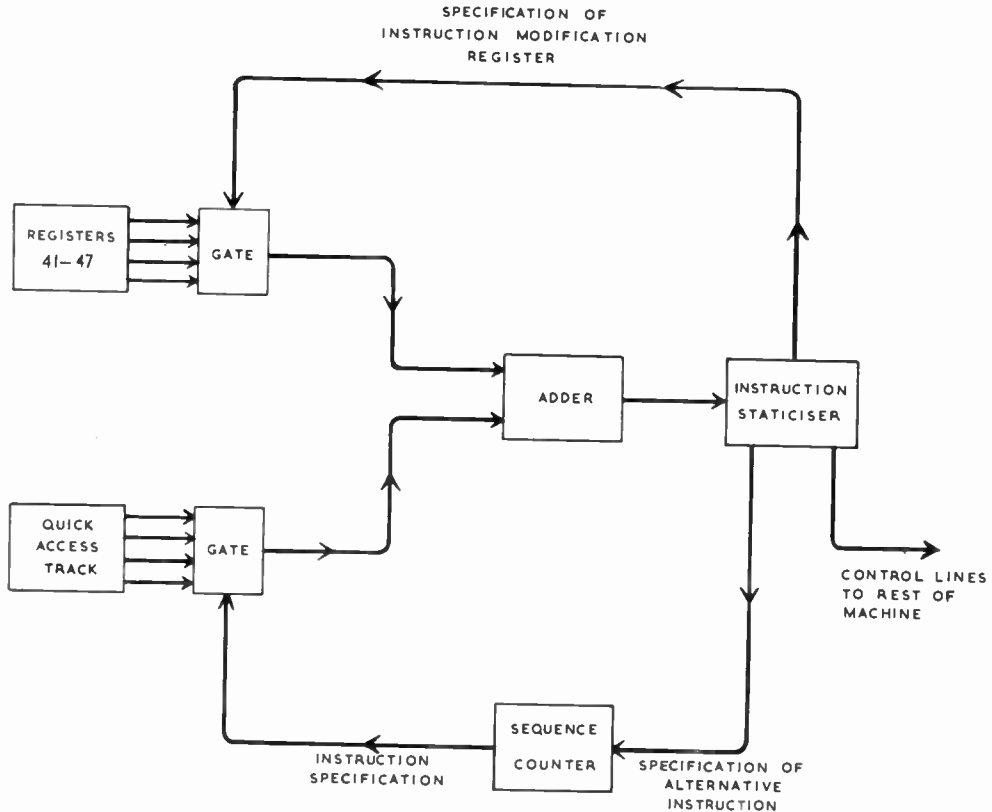 SPECIFICATION OF
INSTRUCTION MODIFICATION
REGISTER
REGISTERS
41-47
GATE
ADDER
INSTRUCTION
STATICISER
QUICK
ACCESS
TRACK
GATE
CONTROL LINES
TO REST OF
MACHINE
SEQUENCE
COUNTER
INSTRUCTION
SPECIFICATION
SPECIFICATION OF
ALTERNATIVE
INSTRUCTION